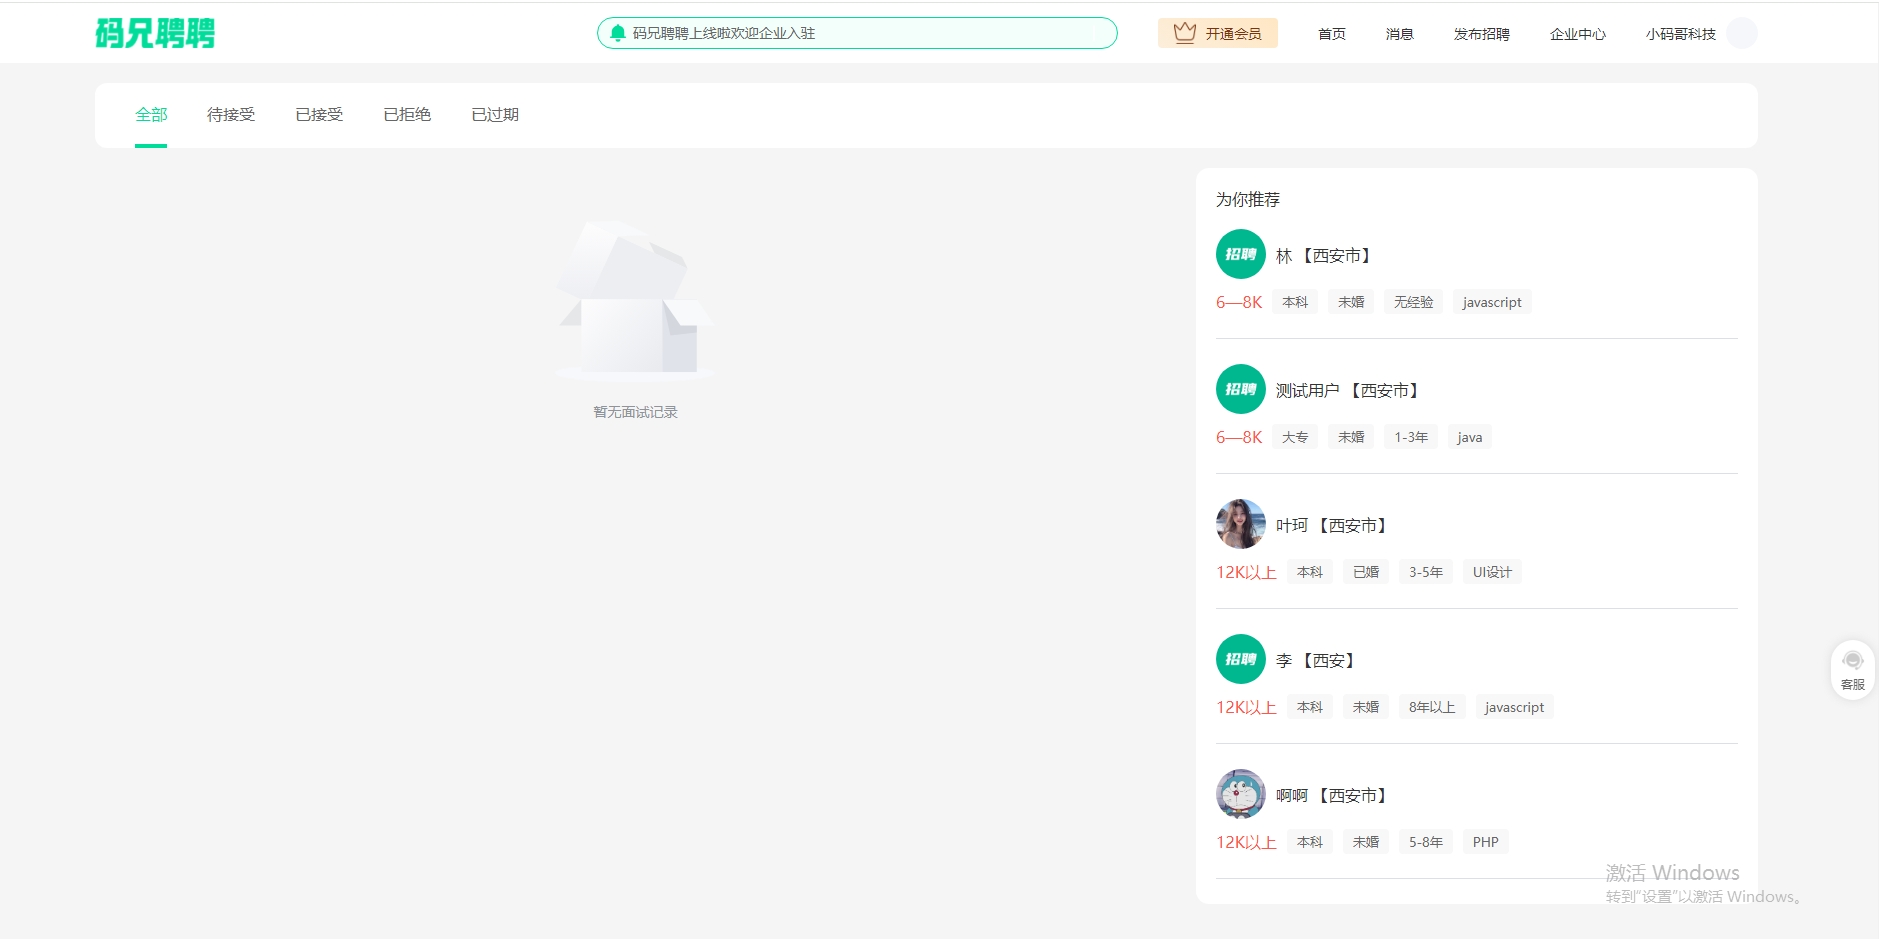 码兄聘聘
码兄聘聘上线啦欢迎企业入驻
开通会员
首页
消息
发布招聘
企业中心
小码哥科技
全部
待接受
已接受
已拒绝
已过期
暂无面试记录
为你推荐
招聘
林 【西安市】
6—8K 本科 未婚 无经验 javascript
招聘
测试用户 【西安市】
6—8K 大专 未婚 1-3年 java
叶珂 【西安市】
12K以上 本科 已婚 3-5年 UI设计
招聘
李 【西安】
12K以上 本科 未婚 8年以上 javascript
啊啊 【西安市】
12K以上 本科 未婚 5-8年 PHP
客服
激活 Windows
转到“设置”以激活 Windows。